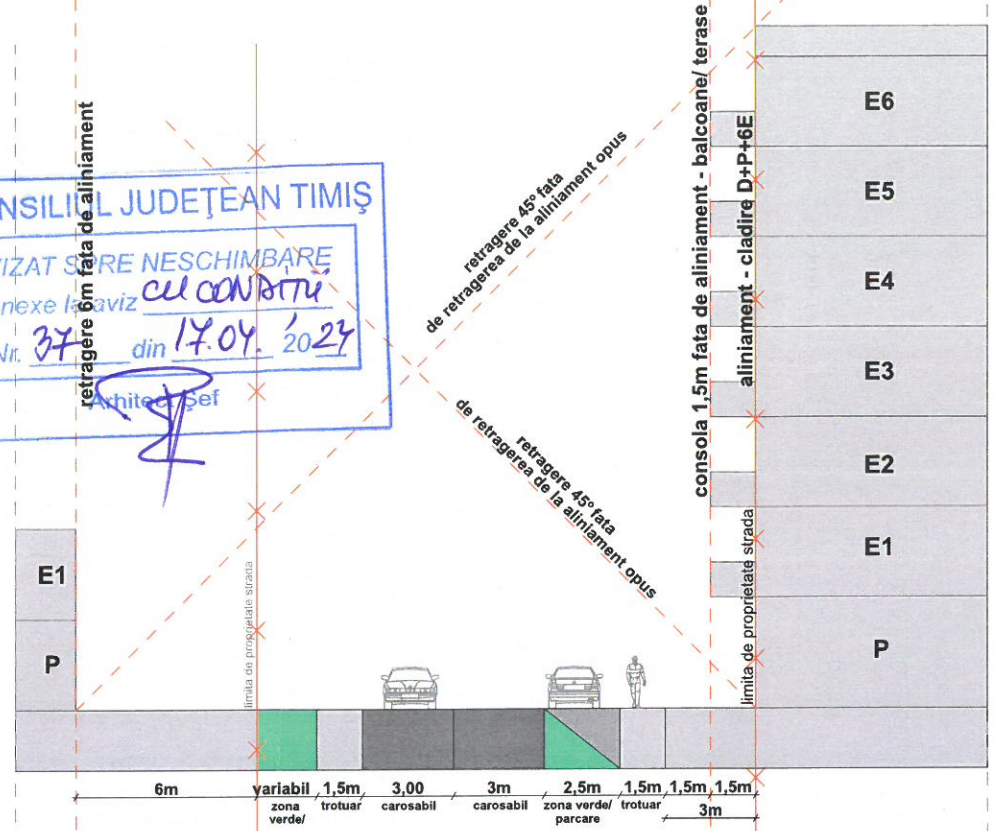 retragere 6m fata de aliniament
NSILIUL JUDEȚEAN TIMIȘ
IZAT SPRE NESCHIMBARE
nexe la aviz CU CONDIȚII
Nr. 37 din 17.04. 2024
Arhitect Șef
retragere 45° fata
de retragerea de la aliniament opus
retragere 45° fata
de retragerea de la aliniament opus
consola 1,5m fata de aliniament - balcoane/ terase
aliniament - cladire D+P+6E
limita de proprietate strada
limita de proprietate strada
E6
E5
E4
E3
E2
E1
P
E1
P
6m
variabil
1,5m
3,00
3m
2,5m
1,5m
1,5m
1,5m
zona verde/
trotuar
carosabil
carosabil
zona verde/
parcare
trotuar
3m